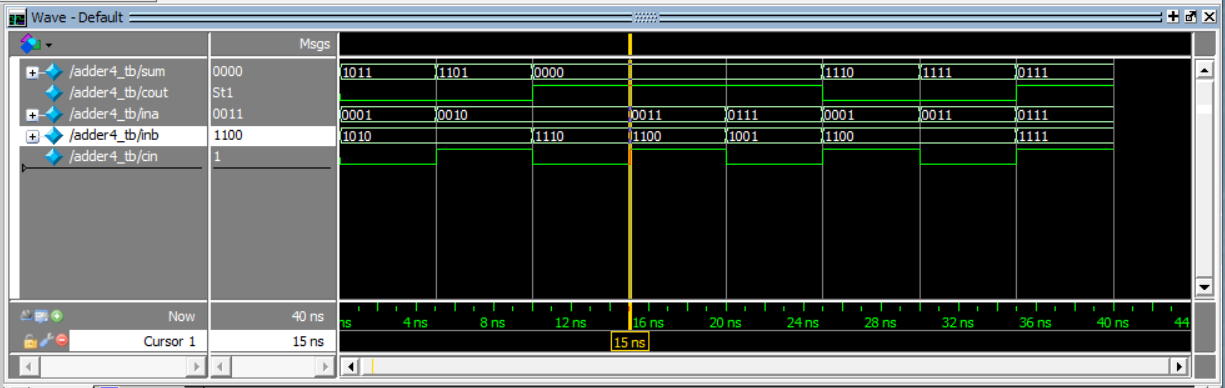 Wave - Default
Msgs
/adder4_tb/sum 0000 1011 1101 0000 1110 1111 0111
/adder4_tb/cout St1
/adder4_tb/ina 0011 0001 0010 0011 0111 0001 0011 0111
/adder4_tb/inb 1100 1010 1110 1100 1001 1100 1111
/adder4_tb/cin 1
Now 40 ns ns 4 ns 8 ns 12 ns 16 ns 20 ns 24 ns 28 ns 32 ns 36 ns 40 ns 44
Cursor 1 15 ns 15 ns